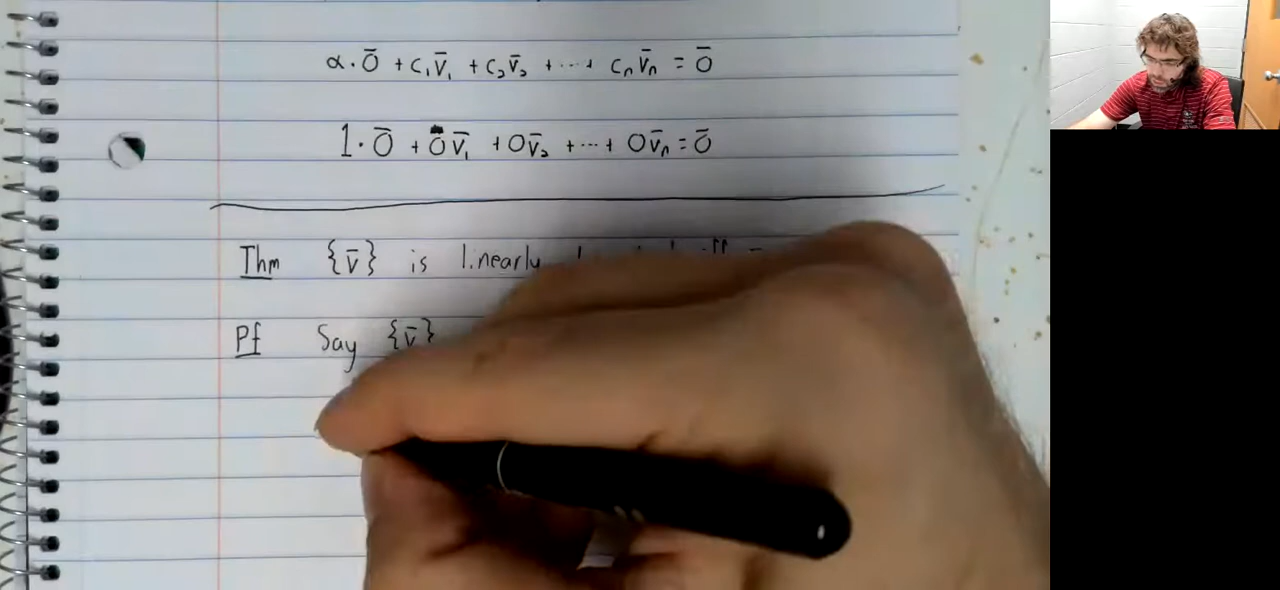 α·0̄ + c₁v̄₁ + c₂v̄₂ + ··· + cₙv̄ₙ = 0̄
1·0̄ + 0v̄₁ + 0v̄₂ + ··· + 0v̄ₙ = 0̄
Thm {v̄} is linearly
Pf Say {v̄}